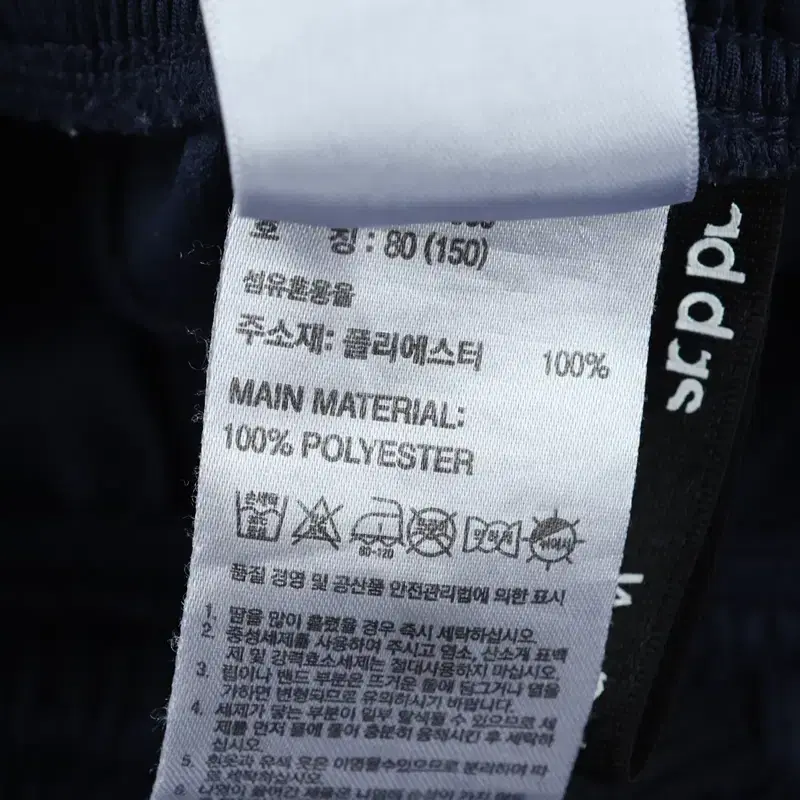 호 칭 : 80 (150)
섬유혼용율
주소재: 폴리에스터 100%
MAIN MATERIAL:
100% POLYESTER
손세탁
80-120
약하게
품질 경영 및 공산품 안전관리법에 의한 표시
1. 땀을 많이 흘렸을 경우 즉시 세탁하십시오.
2. 중성세제를 사용하여 주시고 염소, 산소계 표백
제 및 강력효소세제는 절대사용하지 마십시오.
3. 림이나 밴드 부분은 뜨거운 물에 담그거나 열을
가하면 변형되므로 유의하시기 바랍니다.
4. 세제가 닿는 부분이 일부 탈색될 수 있으므로 세
제를 먼저 물에 풀어 충분히 용해시킨 후 세탁하
십시오.
5. 흰옷과 유색 옷은 이염될수있으므로 분리하여 따
로 세탁하십시오.